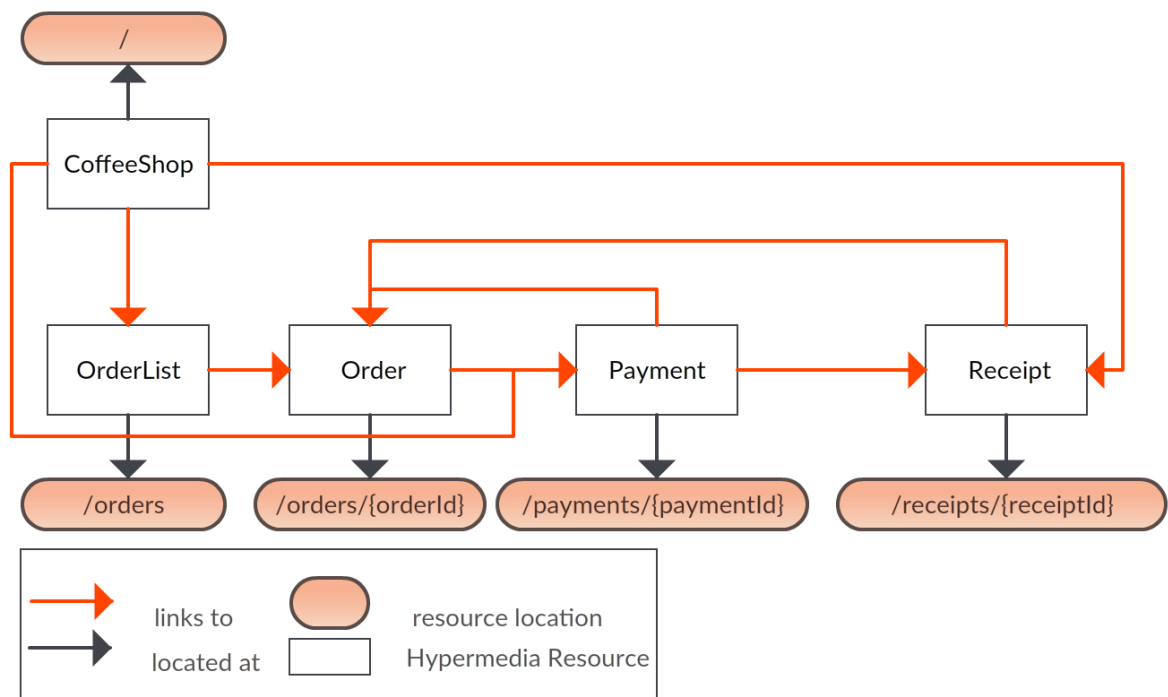 /
CoffeeShop
OrderList
Order
Payment
Receipt
/orders
/orders/{orderId}
/payments/{paymentId}
/receipts/{receiptId}
links to
resource location
located at
Hypermedia Resource